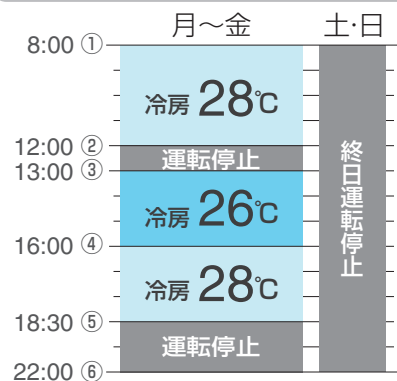 月～金 土・日
8:00 ①
冷房 28℃
12:00 ②
運転停止
13:00 ③
冷房 26℃
16:00 ④
冷房 28℃
18:30 ⑤
運転停止
22:00 ⑥
終日運転停止